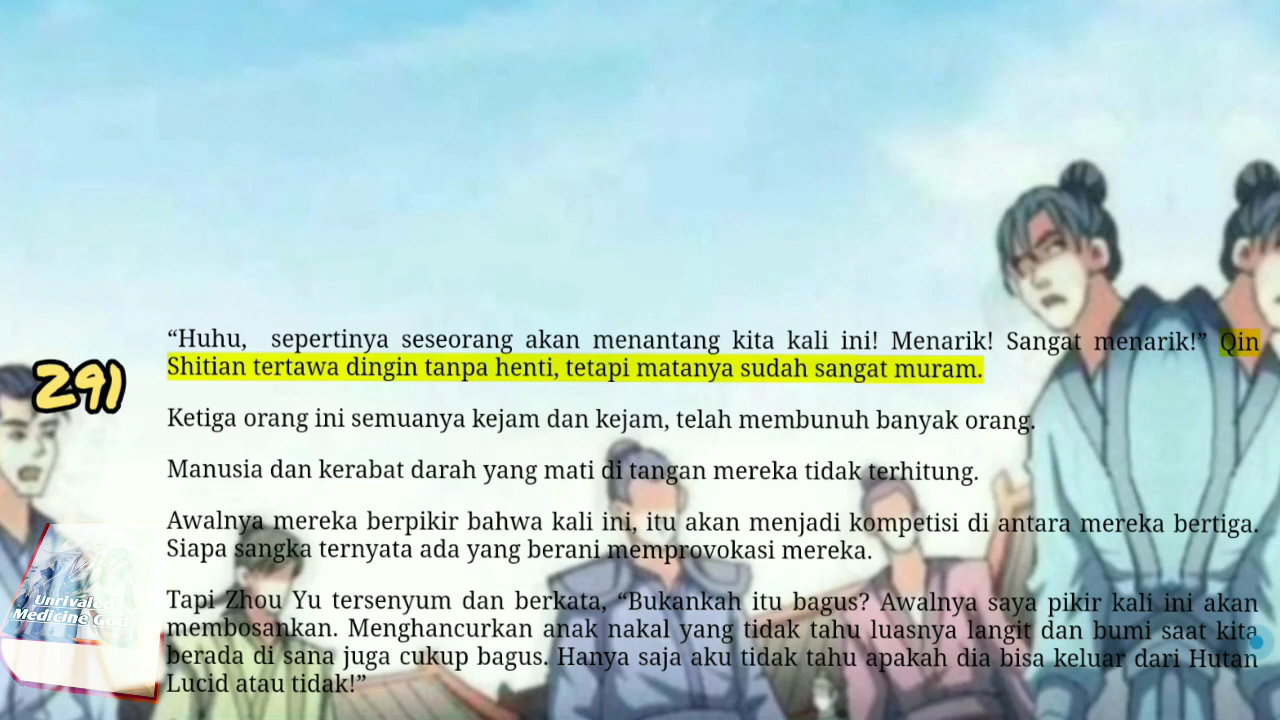 “Huhu, sepertinya seseorang akan menantang kita kali ini! Menarik! Sangat menarik!” Qin
Shitian tertawa dingin tanpa henti, tetapi matanya sudah sangat muram.
291
Ketiga orang ini semuanya kejam dan kejam, telah membunuh banyak orang.
Manusia dan kerabat darah yang mati di tangan mereka tidak terhitung.
Awalnya mereka berpikir bahwa kali ini, itu akan menjadi kompetisi di antara mereka bertiga.
Siapa sangka ternyata ada yang berani memprovokasi mereka.
Unrivaled
Medicine God
Tapi Zhou Yu tersenyum dan berkata, “Bukankah itu bagus? Awalnya saya pikir kali ini akan
membosankan. Menghancurkan anak nakal yang tidak tahu luasnya langit dan bumi saat kita
berada di sana juga cukup bagus. Hanya saja aku tidak tahu apakah dia bisa keluar dari Hutan
Lucid atau tidak!”